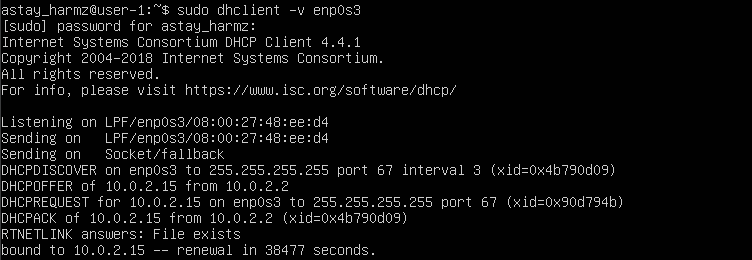 astay_harmz@user-1:~$ sudo dhclient -v enp0s3
[sudo] password for astay_harmz:
Internet Systems Consortium DHCP Client 4.4.1
Copyright 2004-2018 Internet Systems Consortium.
All rights reserved.
For info, please visit https://www.isc.org/software/dhcp/

Listening on LPF/enp0s3/08:00:27:48:ee:d4
Sending on   LPF/enp0s3/08:00:27:48:ee:d4
Sending on   Socket/fallback
DHCPDISCOVER on enp0s3 to 255.255.255.255 port 67 interval 3 (xid=0x4b790d09)
DHCPOFFER of 10.0.2.15 from 10.0.2.2
DHCPREQUEST for 10.0.2.15 on enp0s3 to 255.255.255.255 port 67 (xid=0x90d794b)
DHCPACK of 10.0.2.15 from 10.0.2.2 (xid=0x4b790d09)
RTNETLINK answers: File exists
bound to 10.0.2.15 -- renewal in 38477 seconds.